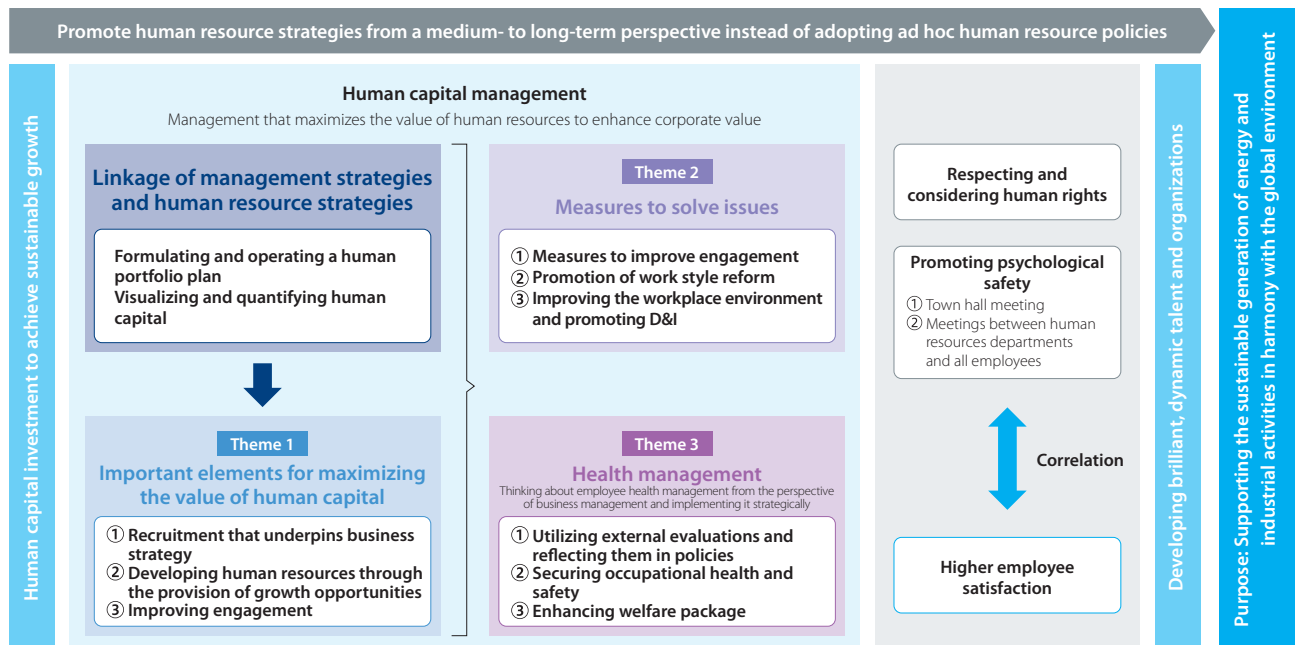 Promote human resource strategies from a medium- to long-term perspective instead of adopting ad hoc human resource policies
Human capital investment to achieve sustainable growth
Human capital management
Management that maximizes the value of human resources to enhance corporate value
Linkage of management strategies
and human resource strategies
Formulating and operating a human
portfolio plan
Visualizing and quantifying human
capital
Theme 1
Important elements for maximizing
the value of human capital
① Recruitment that underpins business
strategy
② Developing human resources through
the provision of growth opportunities
③ Improving engagement
Theme 2
Measures to solve issues
① Measures to improve engagement
② Promotion of work style reform
③ Improving the workplace environment
and promoting D&I
Theme 3
Health management
Thinking about employee health management from the perspective
of business management and implementing it strategically
① Utilizing external evaluations and
reflecting them in policies
② Securing occupational health and
safety
③ Enhancing welfare package
Respecting and
considering human rights
Promoting psychological
safety
① Town hall meeting
② Meetings between human
resources departments
and all employees
Correlation
Higher employee
satisfaction
Developing brilliant, dynamic talent and organizations
Purpose: Supporting the sustainable generation of energy and
industrial activities in harmony with the global environment